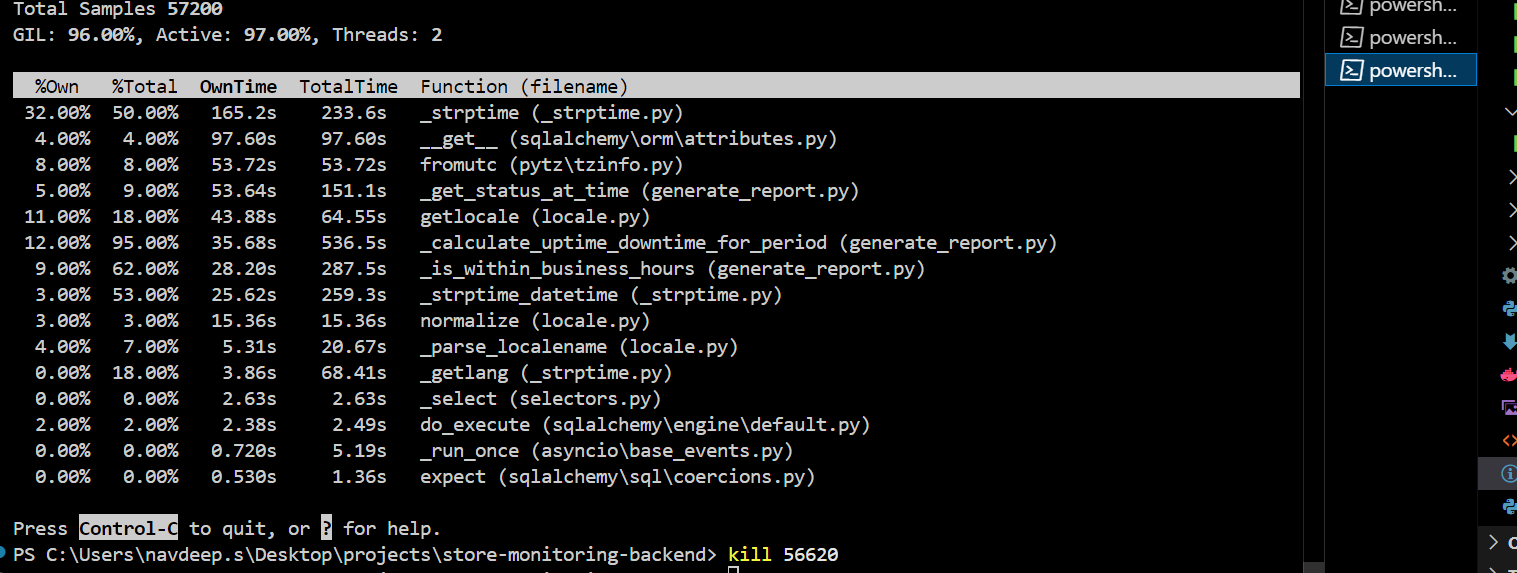 Total Samples 57200
GIL: 96.00%, Active: 97.00%, Threads: 2
%Own %Total OwnTime TotalTime Function (filename)
32.00% 50.00% 165.2s 233.6s _strptime (_strptime.py)
4.00% 4.00% 97.60s 97.60s __get__ (sqlalchemy\orm\attributes.py)
8.00% 8.00% 53.72s 53.72s fromutc (pytz\tzinfo.py)
5.00% 9.00% 53.64s 151.1s _get_status_at_time (generate_report.py)
11.00% 18.00% 43.88s 64.55s getlocale (locale.py)
12.00% 95.00% 35.68s 536.5s _calculate_uptime_downtime_for_period (generate_report.py)
9.00% 62.00% 28.20s 287.5s _is_within_business_hours (generate_report.py)
3.00% 53.00% 25.62s 259.3s _strptime_datetime (_strptime.py)
3.00% 3.00% 15.36s 15.36s normalize (locale.py)
4.00% 7.00% 5.31s 20.67s _parse_localename (locale.py)
0.00% 18.00% 3.86s 68.41s _getlang (_strptime.py)
0.00% 0.00% 2.63s 2.63s _select (selectors.py)
2.00% 2.00% 2.38s 2.49s do_execute (sqlalchemy\engine\default.py)
0.00% 0.00% 0.720s 5.19s _run_once (asyncio\base_events.py)
0.00% 0.00% 0.530s 1.36s expect (sqlalchemy\sql\coercions.py)
Press Control-C to quit, or ? for help.
PS C:\Users\navdeep.s\Desktop\projects\store-monitoring-backend> kill 56620
powersh...
powersh...
powersh...